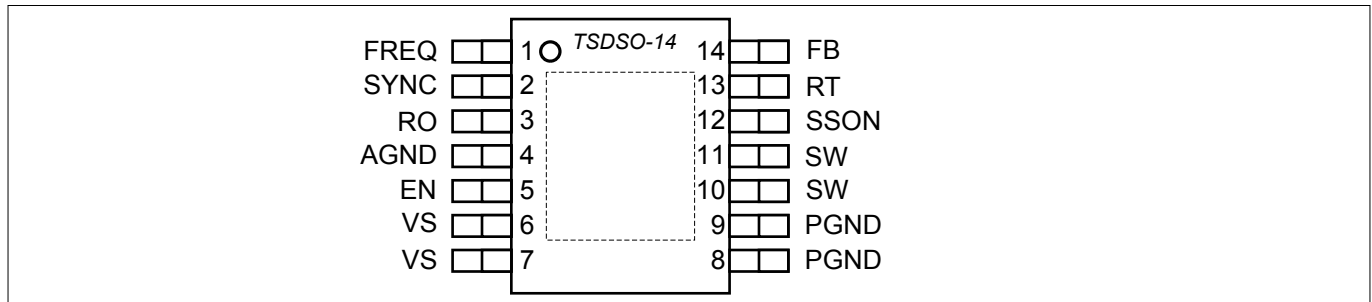 TSDSO-14
FREQ 1 14 FB
SYNC 2 13 RT
RO 3 12 SSON
AGND 4 11 SW
EN 5 10 SW
VS 6 9 PGND
VS 7 8 PGND